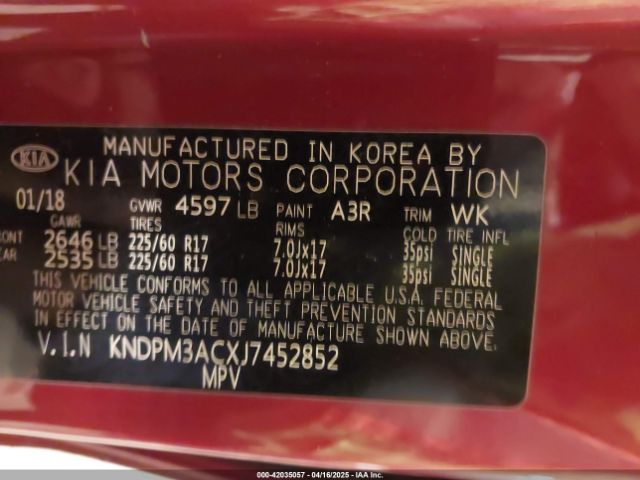 KIA
MANUFACTURED IN KOREA BY
KIA MOTORS CORPORATION
01/18 GVWR 4597 LB PAINT A3R TRIM WK
GAWR TIRES RIMS COLD TIRE INFL
RONT 2646 LB 225/60 R17 7.0Jx17 35psi SINGLE
EAR 2535 LB 225/60 R17 7.0Jx17 35psi SINGLE
THIS VEHICLE CONFORMS TO ALL APPLICABLE U.S.A. FEDERAL
MOTOR VEHICLE SAFETY AND THEFT PREVENTION STANDARDS
IN EFFECT ON THE DATE OF MANUFACTURE SHOWN ABOVE
V.I.N KNDPM3ACXJ7452852
MPV
000-42035057 - 04/16/2025 - IAA Inc.